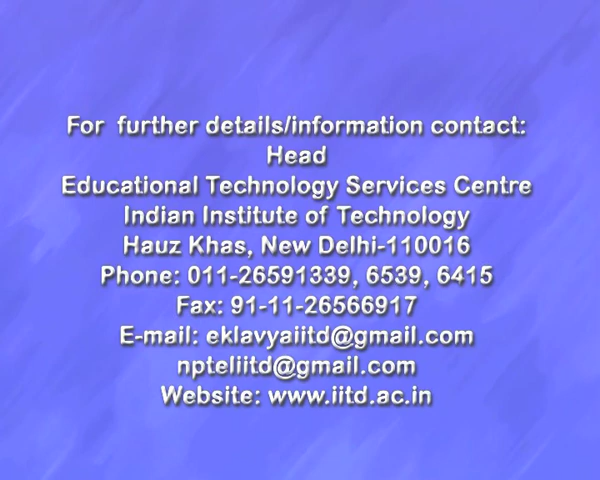 For further details/information contact:
Head
Educational Technology Services Centre
Indian Institute of Technology
Hauz Khas, New Delhi-110016
Phone: 011-26591339, 6539, 6415
Fax: 91-11-26566917
E-mail: eklavyaiitd@gmail.com
npteliitd@gmail.com
Website: www.iitd.ac.in